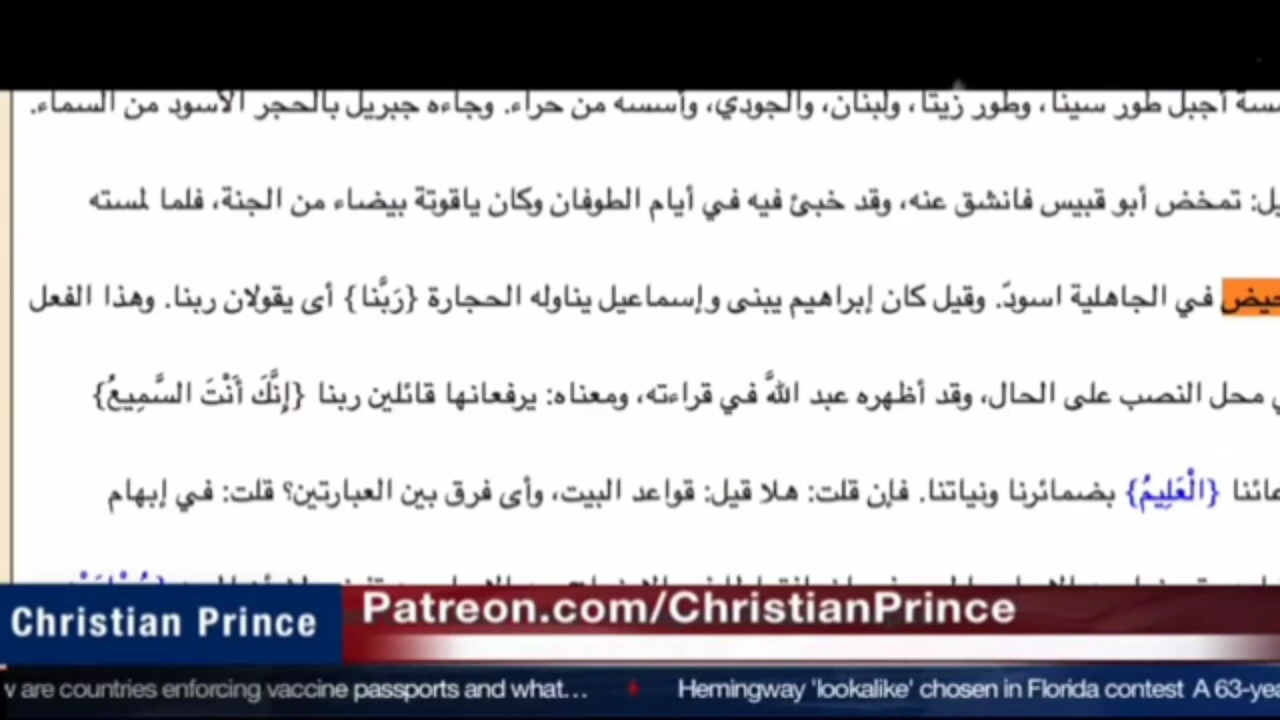 أجبل طور سينا، وطور زيتا، ولبنان، والجودي، وأسسه من حراء. وجاءه جبريل بالحجر الأسود من السماء.
تمخض أبو قبيس فانشق عنه، وقد خبئ فيه في أيام الطوفان وكان ياقوتة بيضاء من الجنة، فلما لمسته
في الجاهلية اسودّ. وقيل كان إبراهيم يبنى وإسماعيل يناوله الحجارة {رَبَّنا} أى يقولان ربنا. وهذا الفعل
محل النصب على الحال، وقد أظهره عبد اللَّه في قراءته، ومعناه: يرفعانها قائلين ربنا {إِنَّكَ أَنْتَ السَّمِيعُ}
{الْعَلِيمُ} بضمائرنا ونياتنا. فإن قلت: هلا قيل: قواعد البيت، وأى فرق بين العبارتين؟ قلت: في إبهام
Christian Prince
Patreon.com/ChristianPrince
are countries enforcing vaccine passports and what... Hemingway 'lookalike' chosen in Florida contest A 63-yea